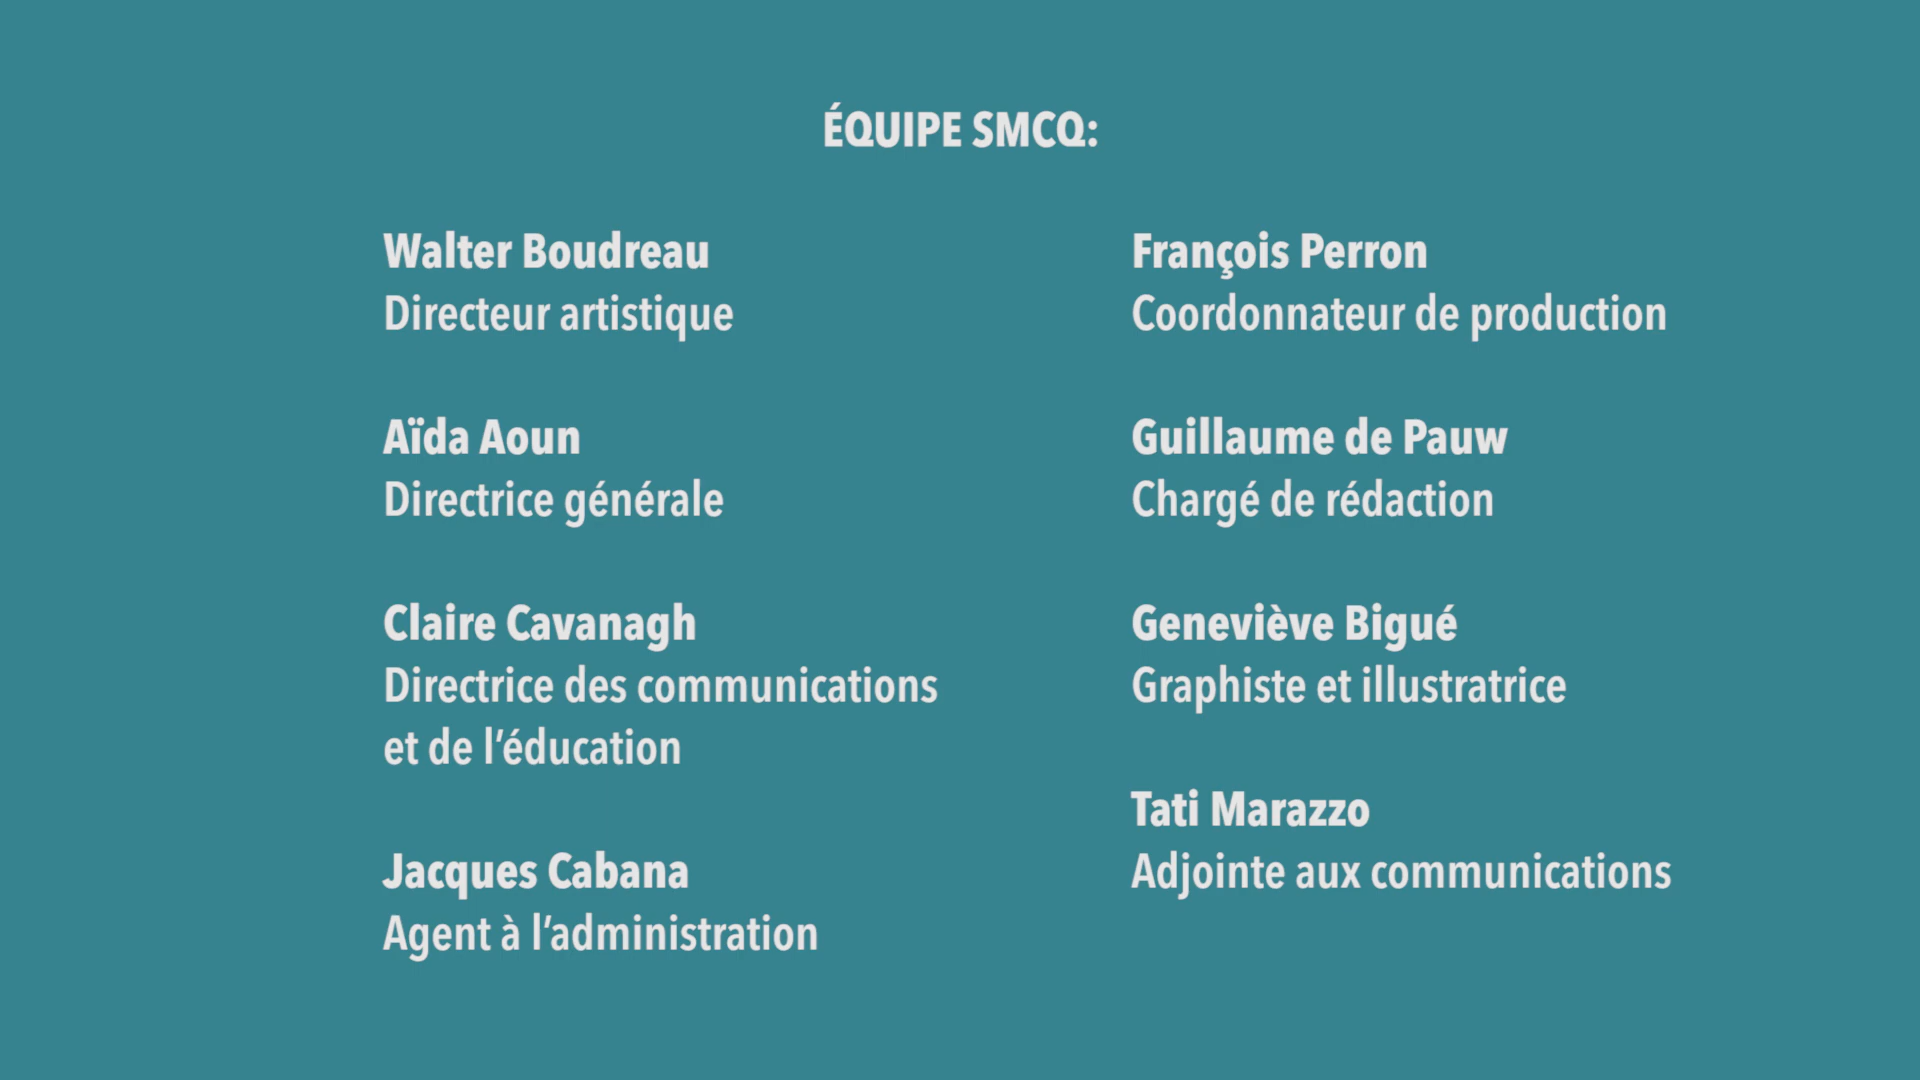 ÉQUIPE SMCQ:
Walter Boudreau
Directeur artistique
Aïda Aoun
Directrice générale
Claire Cavanagh
Directrice des communications
et de l’éducation
Jacques Cabana
Agent à l’administration
François Perron
Coordonnateur de production
Guillaume de Pauw
Chargé de rédaction
Geneviève Bigué
Graphiste et illustratrice
Tati Marazzo
Adjointe aux communications